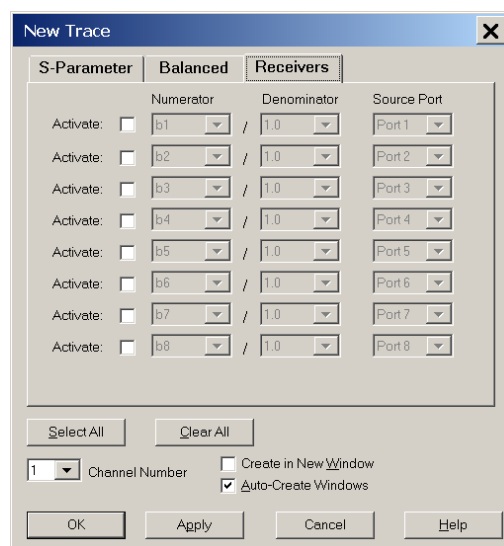 New Trace
S-Parameter Balanced Receivers
Numerator Denominator Source Port
Activate: b1 / 1.0 Port 1
Activate: b2 / 1.0 Port 2
Activate: b3 / 1.0 Port 3
Activate: b4 / 1.0 Port 4
Activate: b5 / 1.0 Port 5
Activate: b6 / 1.0 Port 6
Activate: b7 / 1.0 Port 7
Activate: b8 / 1.0 Port 8
Select All Clear All
1 Channel Number
Create in New Window
Auto-Create Windows
OK Apply Cancel Help